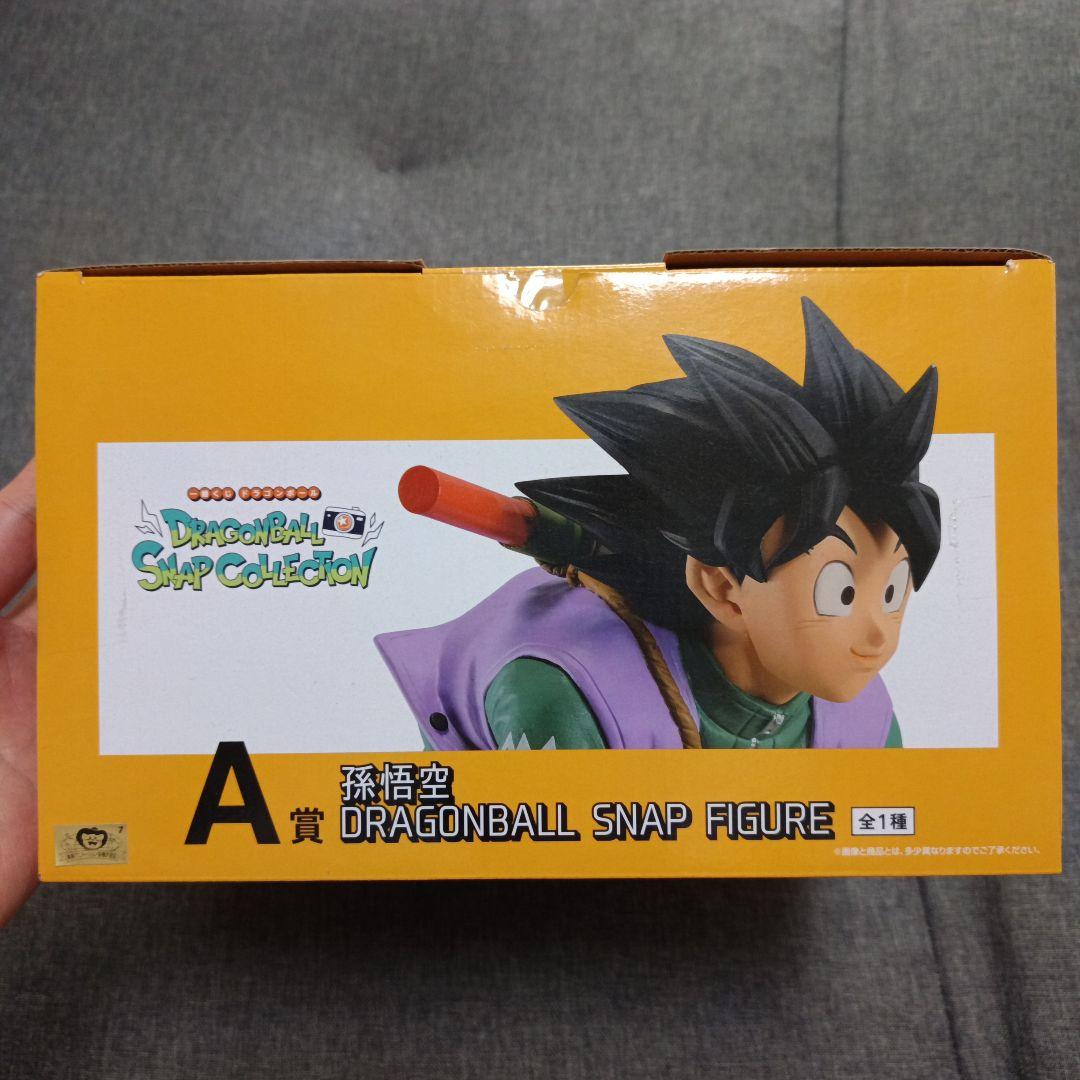 一番くじ ドラゴンボール
DRAGONBALL
SNAP COLLECTION
A賞
孫悟空
DRAGONBALL SNAP FIGURE
全1種
※画像と商品とは、多少異なりますのでご了承ください。
7